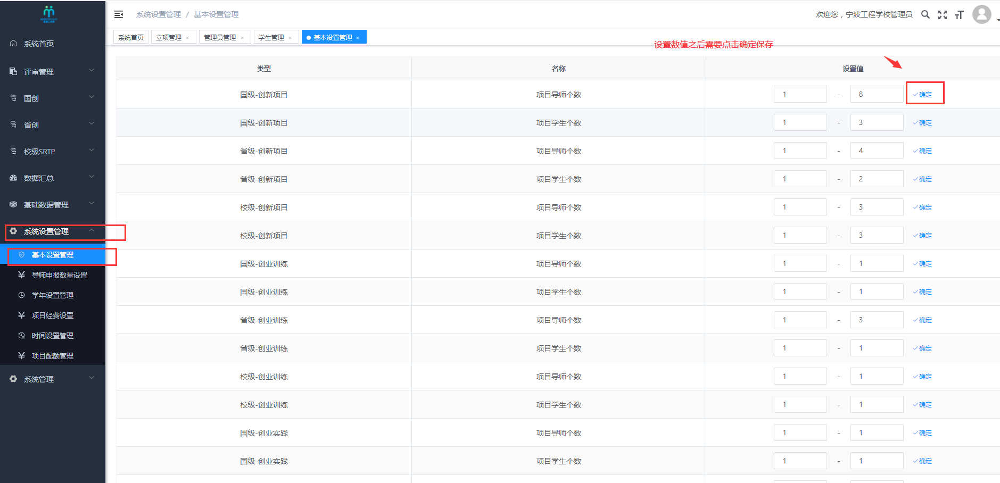 系统设置管理 / 基本设置管理
欢迎您，宁波工程学校管理员
系统首页
评审管理
国创
省创
校级SRTP
数据汇总
基础数据管理
系统设置管理
基本设置管理
导师申报数量设置
学年设置管理
项目经费设置
时间设置管理
项目配额管理
系统管理
系统首页 立项管理 × 管理员管理 × 学生管理 × 基本设置管理 ×
设置数值之后需要点击确定保存
类型 名称 设置值
国级-创新项目 项目导师个数 1 - 8 确定
国级-创新项目 项目学生个数 1 - 3 确定
省级-创新项目 项目导师个数 1 - 4 确定
省级-创新项目 项目学生个数 1 - 2 确定
校级-创新项目 项目导师个数 1 - 3 确定
校级-创新项目 项目学生个数 1 - 3 确定
国级-创业训练 项目导师个数 1 - 1 确定
国级-创业训练 项目学生个数 1 - 1 确定
省级-创业训练 项目导师个数 1 - 3 确定
省级-创业训练 项目学生个数 1 - 1 确定
校级-创业训练 项目导师个数 1 - 1 确定
校级-创业训练 项目学生个数 1 - 1 确定
国级-创业实践 项目导师个数 1 - 1 确定
国级-创业实践 项目学生个数 1 - 1 确定